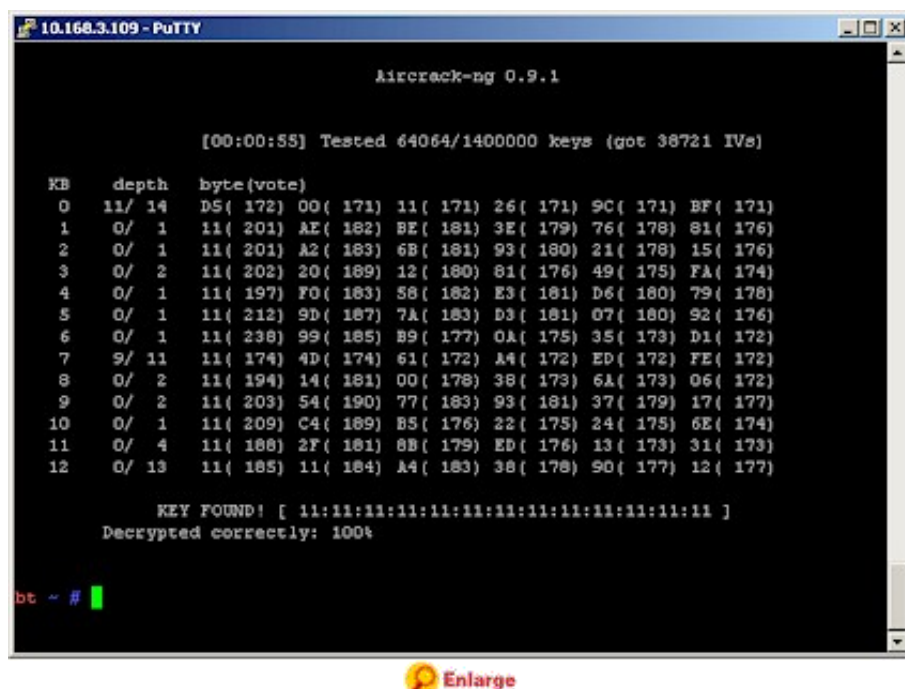 10.168.3.109 - PuTTY
Aircrack-ng 0.9.1
[00:00:55] Tested 64064/1400000 keys (got 38721 IVs)
KB depth byte(vote)
0 11/ 14 D5( 172) 00( 171) 11( 171) 26( 171) 9C( 171) BF( 171)
1 0/ 1 11( 201) AE( 182) BE( 181) 3E( 179) 76( 178) 81( 176)
2 0/ 1 11( 201) A2( 183) 6B( 181) 93( 180) 21( 178) 15( 176)
3 0/ 2 11( 202) 20( 189) 12( 180) 81( 176) 49( 175) FA( 174)
4 0/ 1 11( 197) F0( 183) 58( 182) E3( 181) D6( 180) 79( 178)
5 0/ 1 11( 212) 9D( 187) 7A( 183) D3( 181) 07( 180) 92( 176)
6 0/ 1 11( 238) 99( 185) B9( 177) 0A( 175) 35( 173) D1( 172)
7 9/ 11 11( 174) 4D( 174) 61( 172) A4( 172) ED( 172) FE( 172)
8 0/ 2 11( 194) 14( 181) 00( 178) 38( 173) 6A( 173) 06( 172)
9 0/ 2 11( 203) 54( 190) 77( 183) 93( 181) 37( 179) 17( 177)
10 0/ 1 11( 209) C4( 189) B5( 176) 22( 175) 24( 175) 6E( 174)
11 0/ 4 11( 188) 2F( 181) 8B( 179) ED( 176) 13( 173) 31( 173)
12 0/ 13 11( 185) 11( 184) A4( 183) 38( 178) 90( 177) 12( 177)
KEY FOUND! [ 11:11:11:11:11:11:11:11:11:11:11:11:11 ]
Decrypted correctly: 100%
bt ~ #
Enlarge